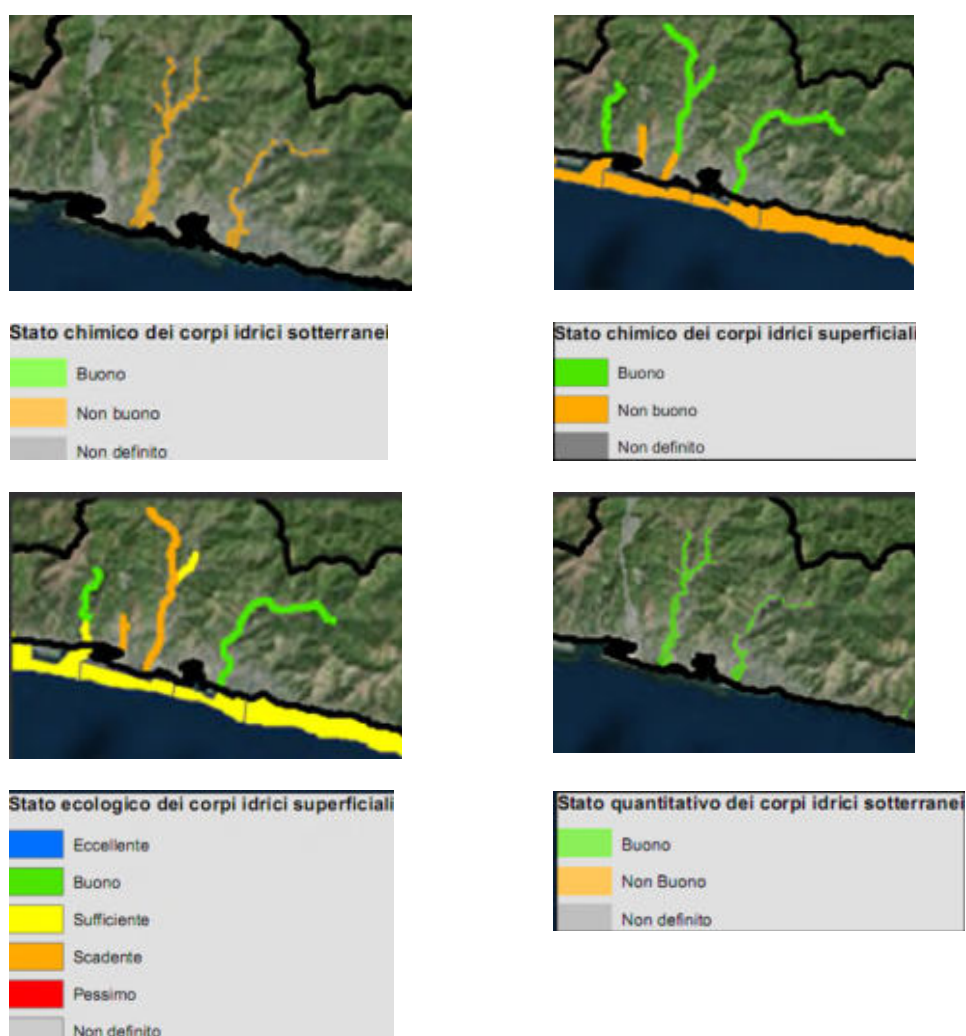 Stato chimico dei corpi idrici sotterranei
Buono
Non buono
Non definito
Stato chimico dei corpi idrici superficiali
Buono
Non buono
Non definito
Stato ecologico dei corpi idrici superficiali
Eccellente
Buono
Sufficiente
Scadente
Pessimo
Non definito
Stato quantitativo dei corpi idrici sotterranei
Buono
Non Buono
Non definito